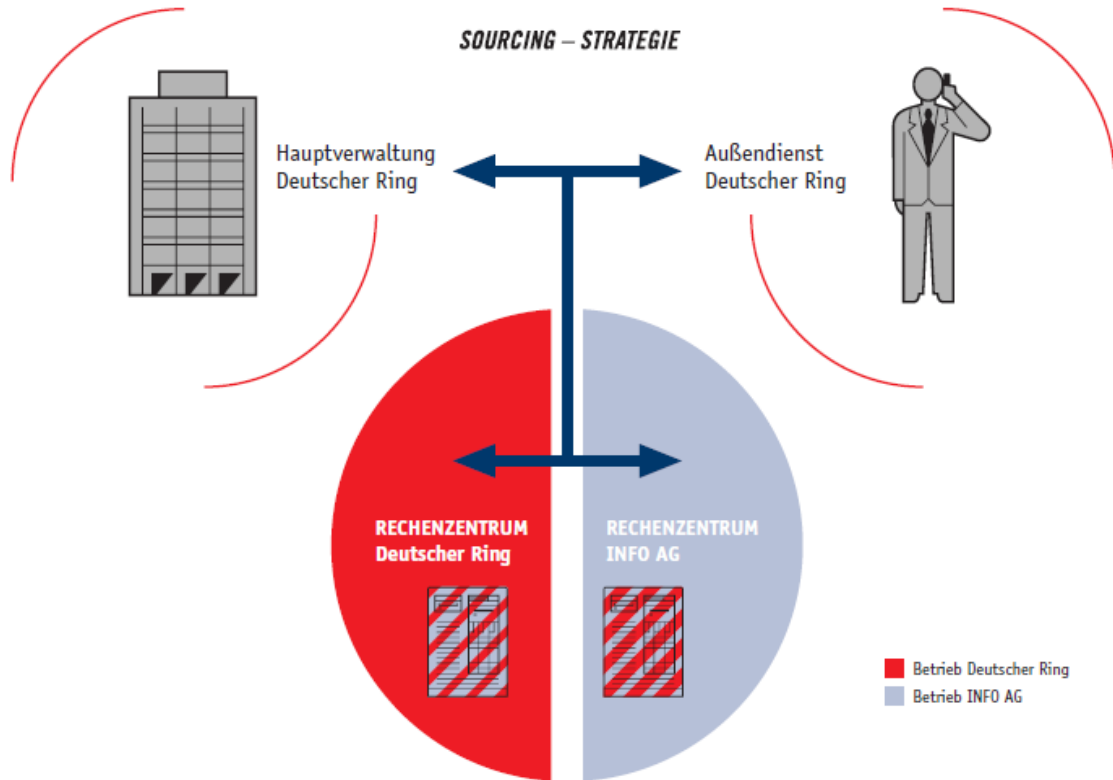 SOURCING – STRATEGIE
Hauptverwaltung
Deutscher Ring
Außendienst
Deutscher Ring
RECHENZENTRUM
Deutscher Ring
RECHENZENTRUM
INFO AG
Betrieb Deutscher Ring
Betrieb INFO AG